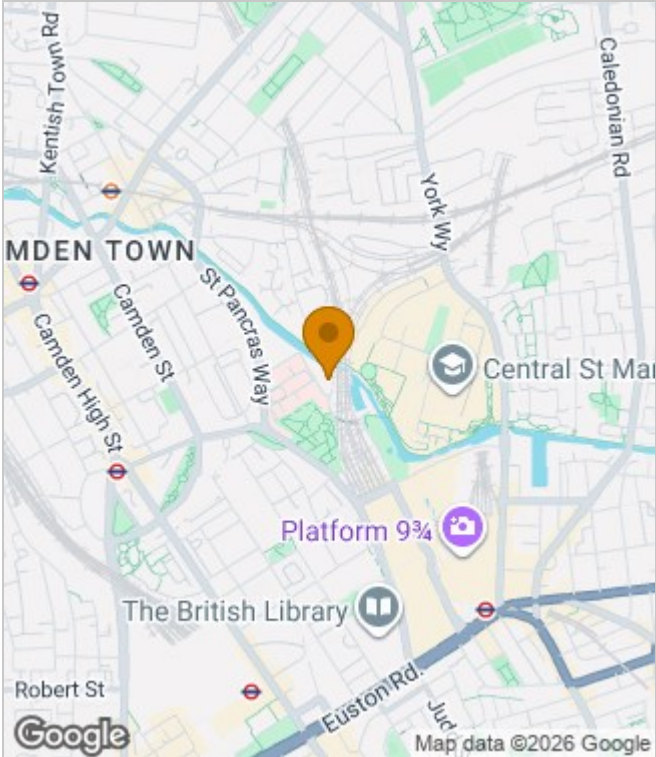 Kentish Town Rd
Caledonian Rd
York Wy
MDEN TOWN
St Pancras Way
Camden St
Camden High St
Central St Mar
Platform 9¾
The British Library
Robert St
Euston Rd.
Jud
Google
Map data ©2026 Google